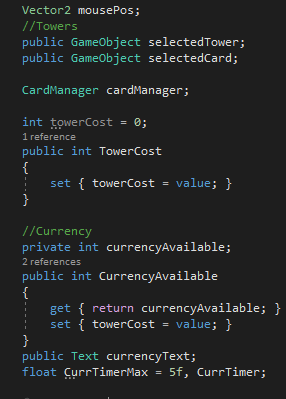 Vector2 mousePos;
//Towers
public GameObject selectedTower;
public GameObject selectedCard;
CardManager cardManager;
int towerCost = 0;
1 reference
public int TowerCost
{
set { towerCost = value; }
}
//Currency
private int currencyAvailable;
2 references
public int CurrencyAvailable
{
get { return currencyAvailable; }
set { towerCost = value; }
}
public Text currencyText;
float CurrTimerMax = 5f, CurrTimer;